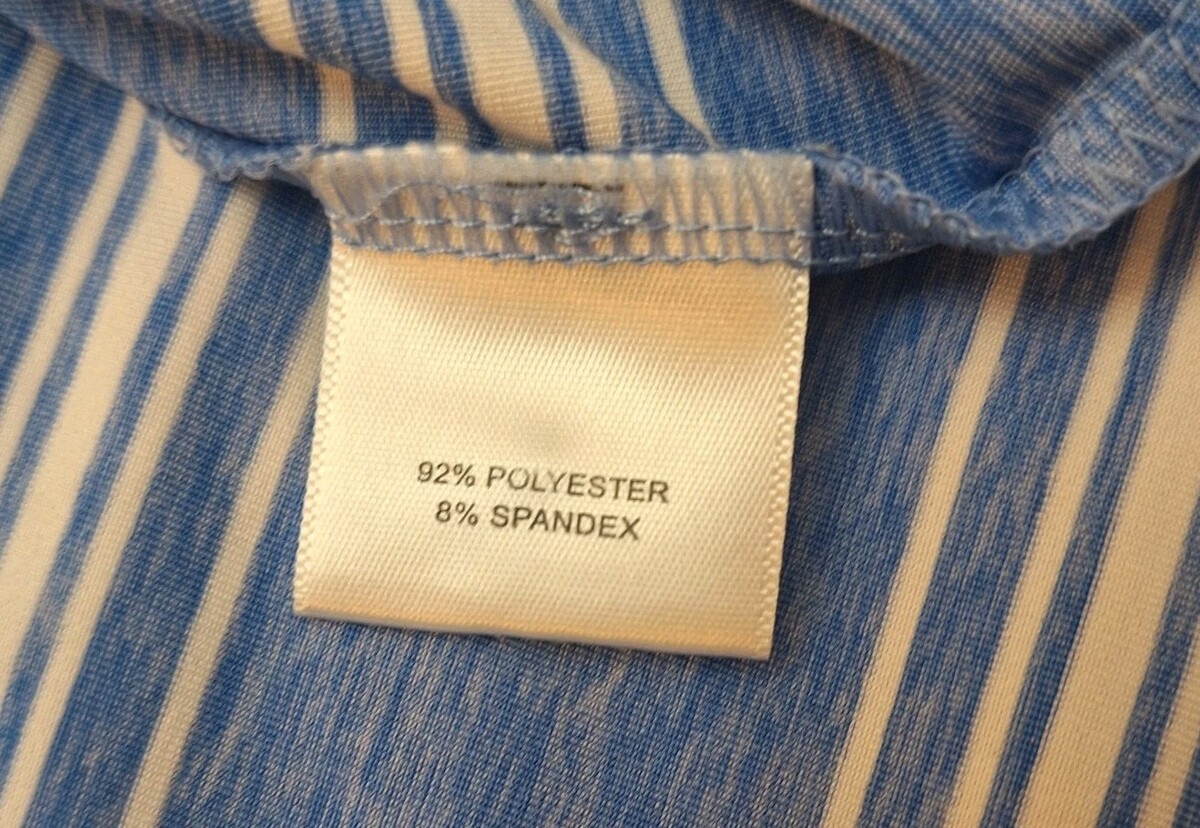 92% POLYESTER
8% SPANDEX